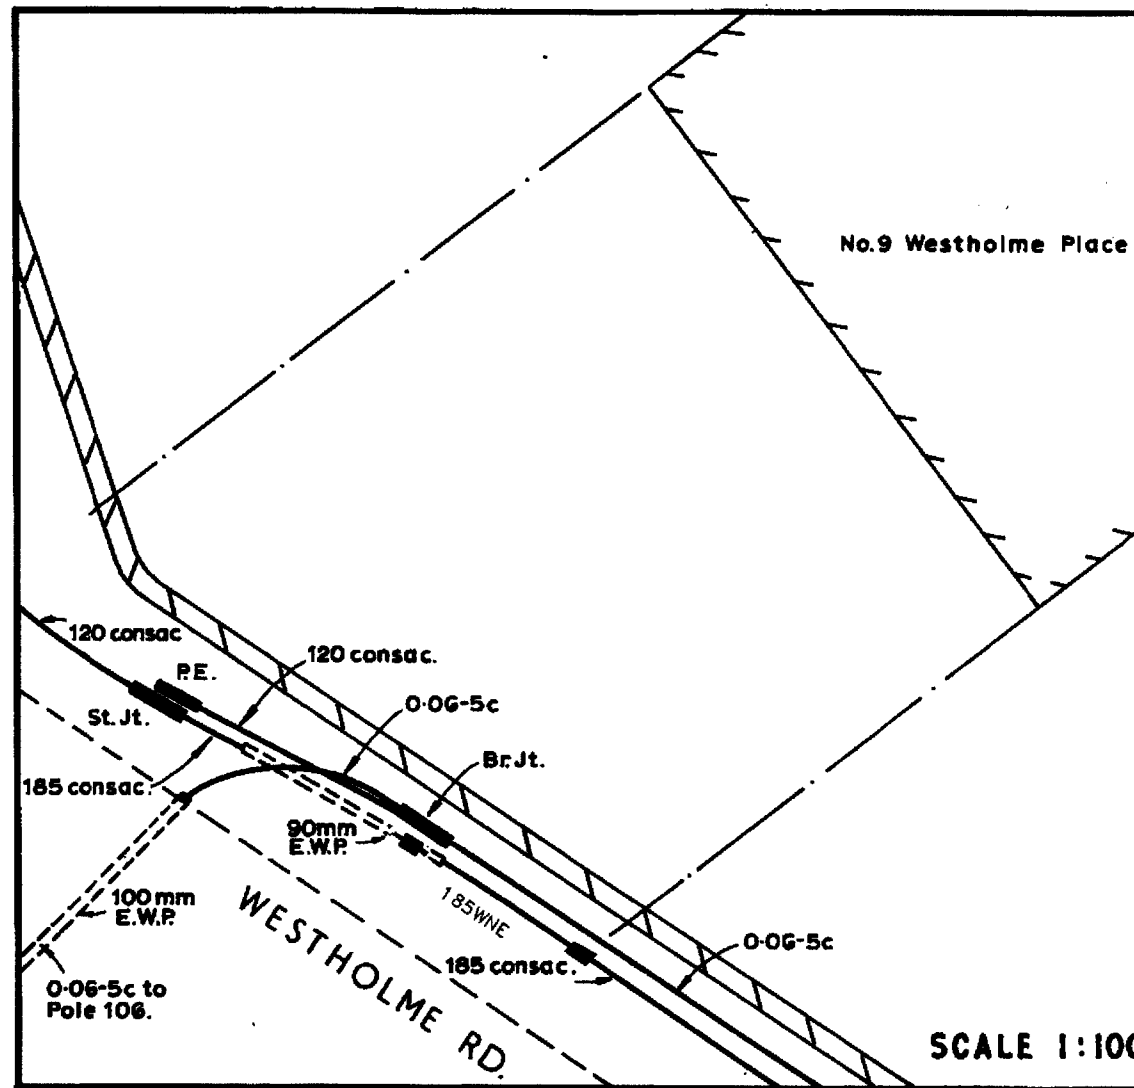 No.9 Westholme Place
120 consac
P.E.
120 consac.
St. Jt.
0·06-5c
Br. Jt.
185 consac.
90mm
E.W.P.
100mm
E.W.P.
185WNE
WESTHOLME RD.
0·06-5c
185 consac.
0·06-5c to
Pole 106.
SCALE 1:100